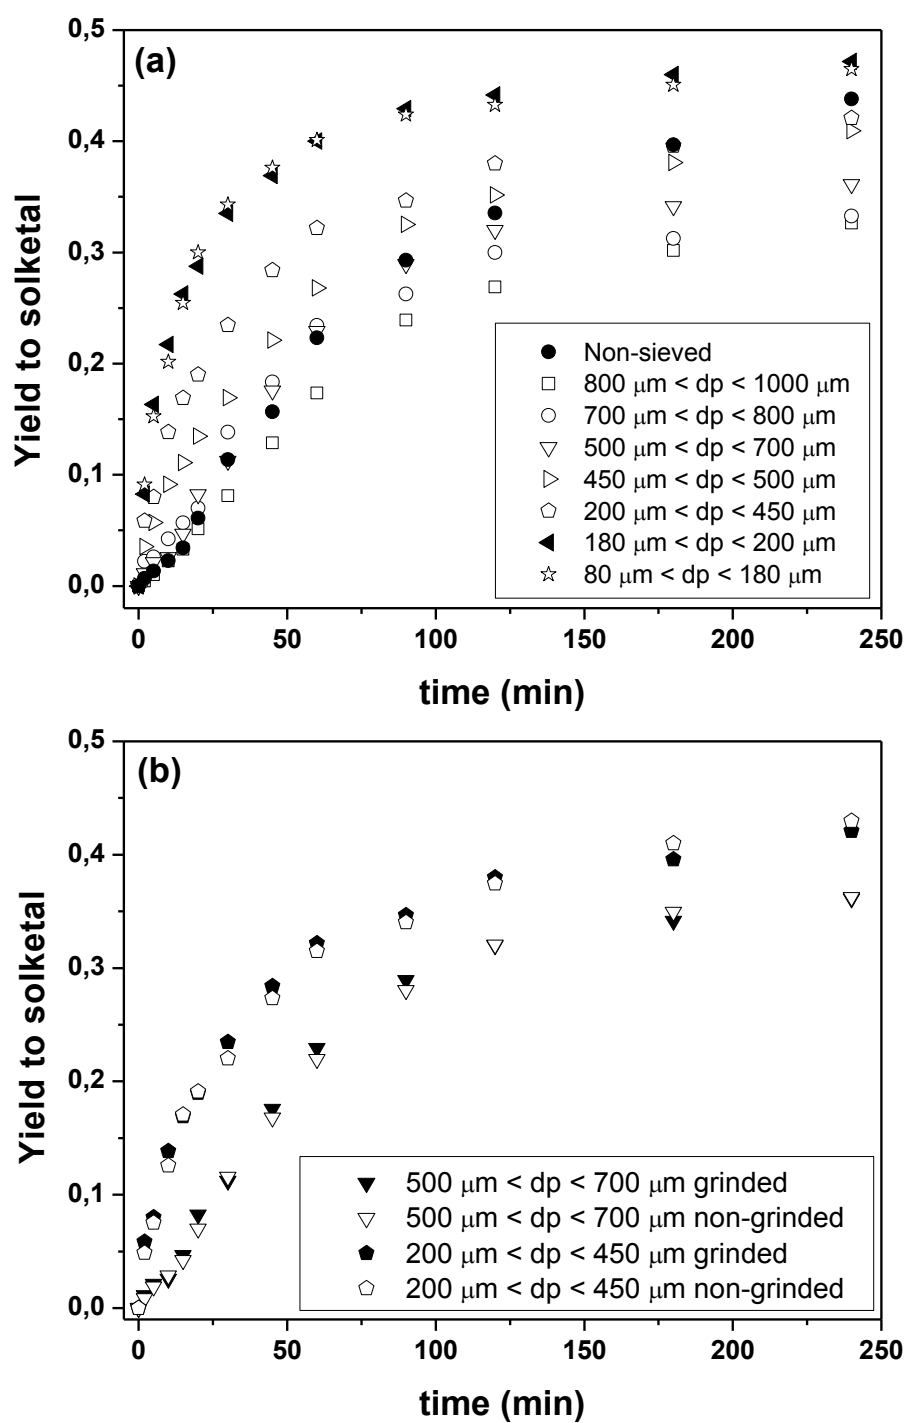 (a)
0,5
0,4
0,3
0,2
0,1
0,0
Yield to solketal
Non-sieved
800 μm < dp < 1000 μm
700 μm < dp < 800 μm
500 μm < dp < 700 μm
450 μm < dp < 500 μm
200 μm < dp < 450 μm
180 μm < dp < 200 μm
80 μm < dp < 180 μm
0 50 100 150 200 250
time (min)
(b)
0,5
0,4
0,3
0,2
0,1
0,0
Yield to solketal
500 μm < dp < 700 μm grinded
500 μm < dp < 700 μm non-grinded
200 μm < dp < 450 μm grinded
200 μm < dp < 450 μm non-grinded
0 50 100 150 200 250
time (min)